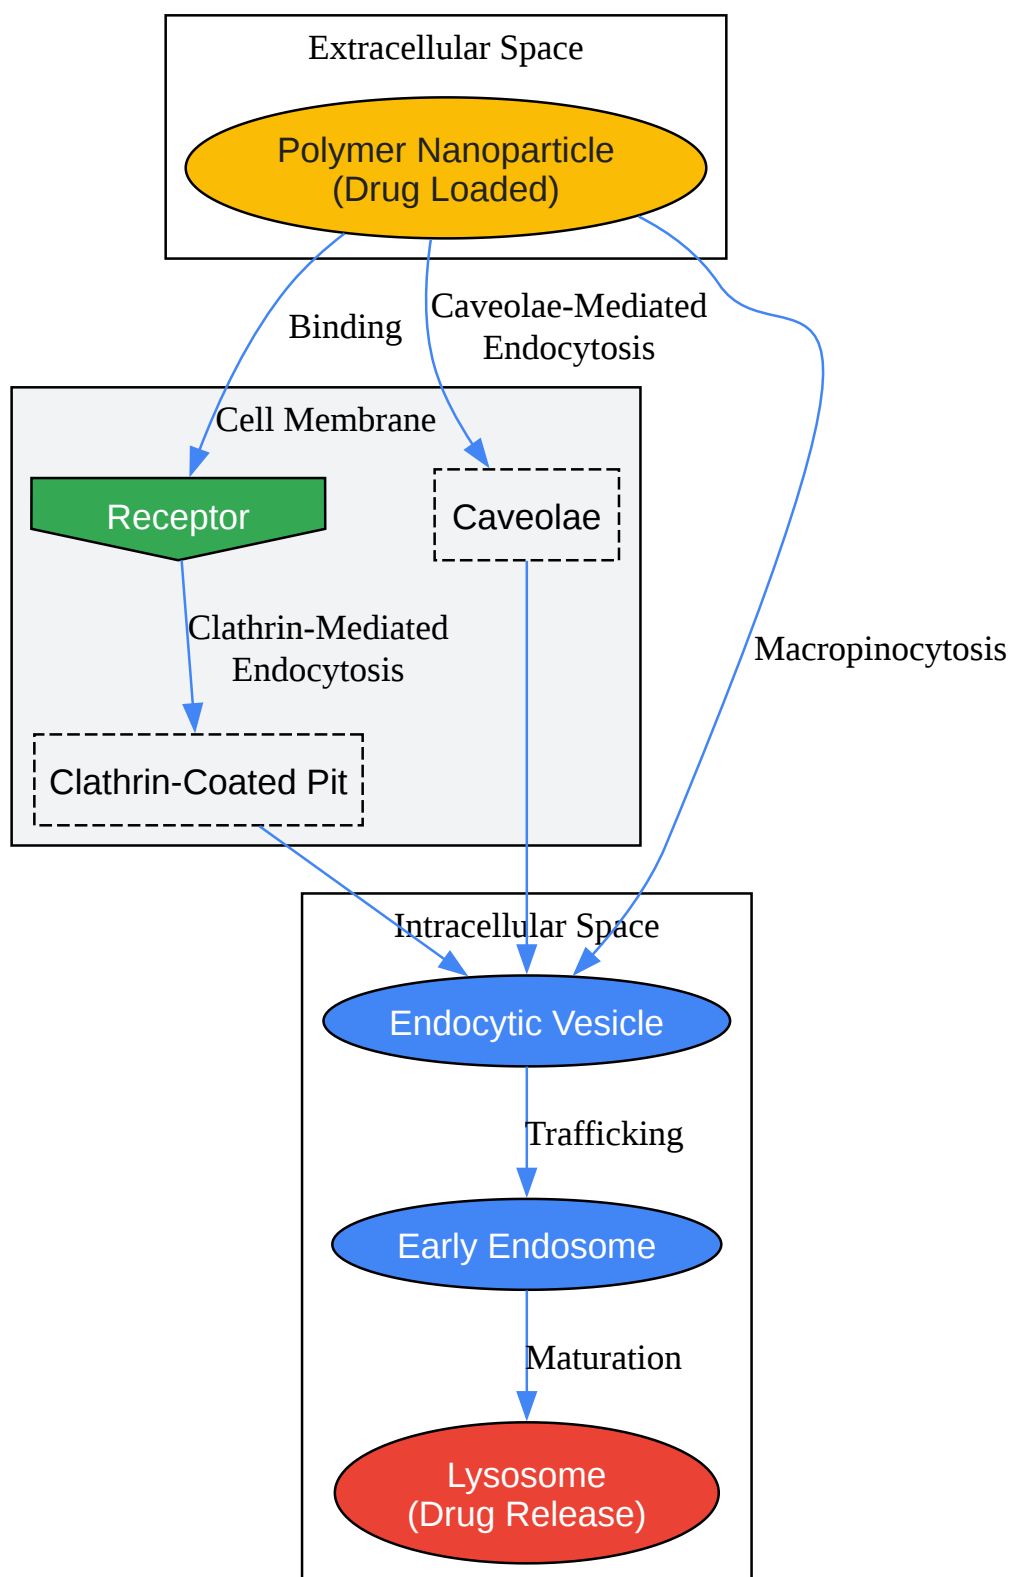 Extracellular Space
Polymer Nanoparticle
(Drug Loaded)
Binding
Caveolae-Mediated
Endocytosis
Cell Membrane
Receptor
Caveolae
Clathrin-Mediated
Endocytosis
Macropinocytosis
Clathrin-Coated Pit
Intracellular Space
Endocytic Vesicle
Trafficking
Early Endosome
Maturation
Lysosome
(Drug Release)